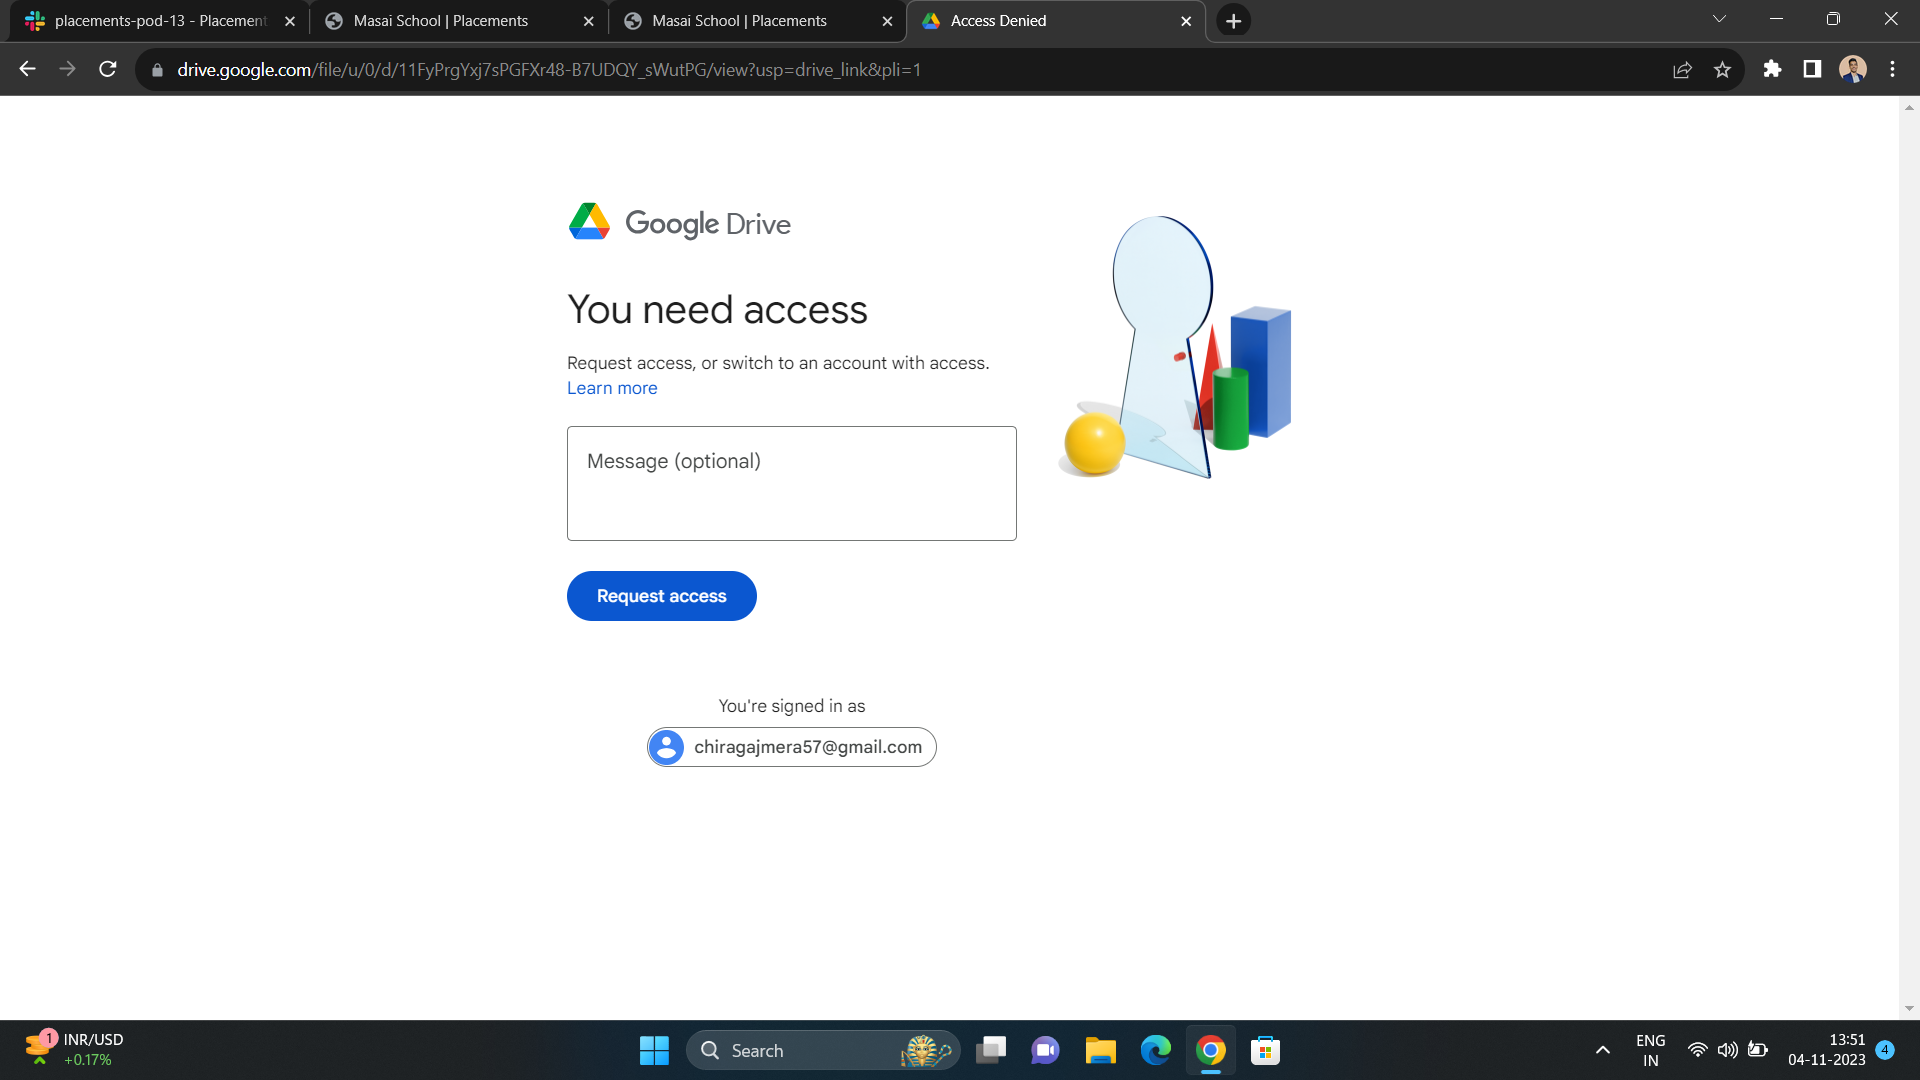 placements-pod-13 - Placement
Masai School | Placements
Masai School | Placements
Access Denied
drive.google.com/file/u/0/d/11FyPrgYxj7sPGFXr48-B7UDQY_sWutPG/view?usp=drive_link&pli=1
Google Drive
You need access
Request access, or switch to an account with access.
Learn more
Message (optional)
Request access
You're signed in as
chiragajmera57@gmail.com
1
INR/USD
+0.17%
Search
ENG
IN
13:51
04-11-2023
4